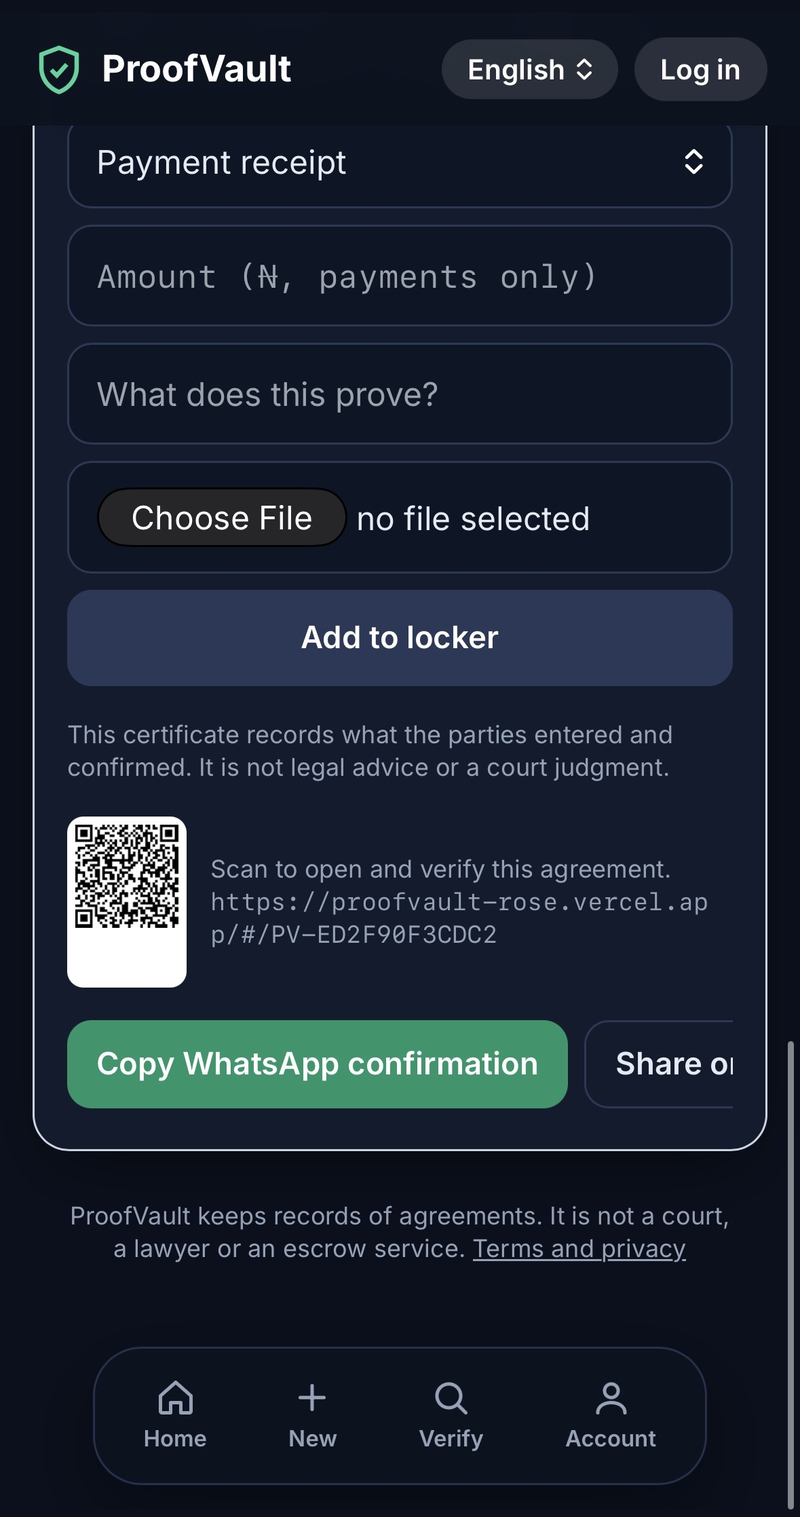 ProofVault
English
Log in
Payment receipt
Amount (₦, payments only)
What does this prove?
Choose File no file selected
Add to locker
This certificate records what the parties entered and
confirmed. It is not legal advice or a court judgment.
Scan to open and verify this agreement.
https://proofvault-rose.vercel.ap
p/#/PV-ED2F90F3CDC2
Copy WhatsApp confirmation
Share
ProofVault keeps records of agreements. It is not a court,
a lawyer or an escrow service. Terms and privacy
Home
New
Verify
Account